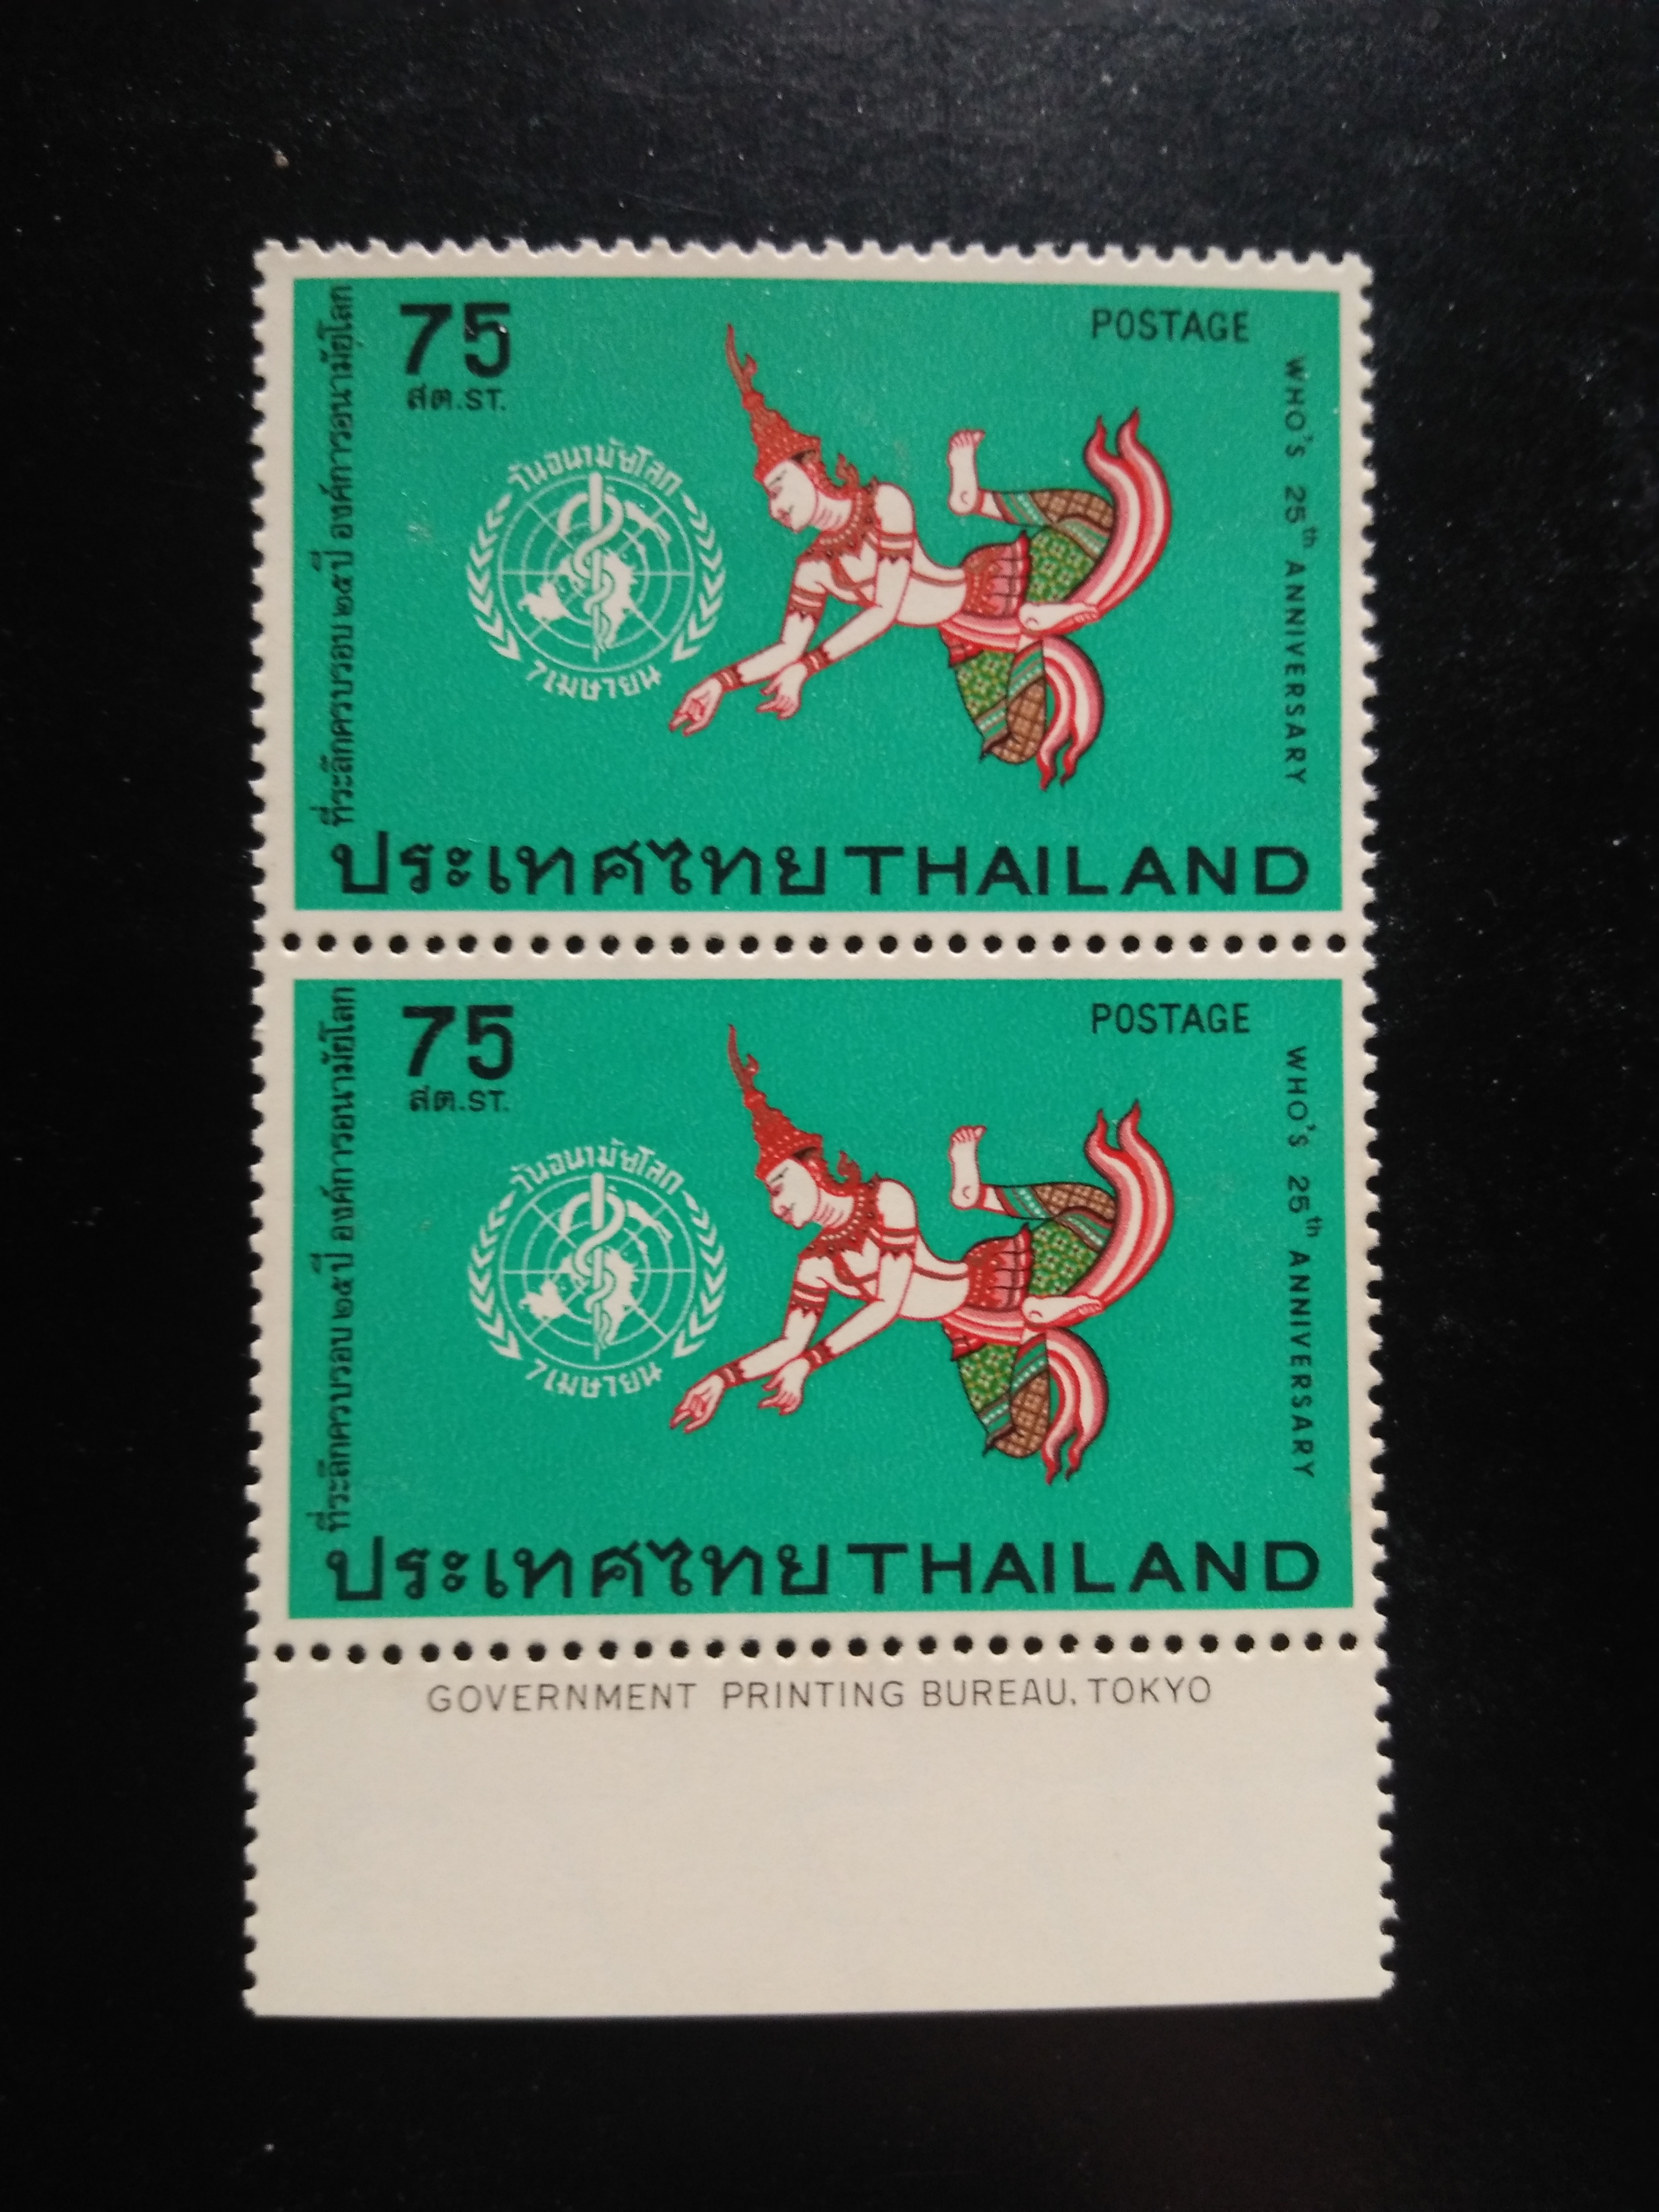 75
สต.ST.
POSTAGE
ที่ระลึกครบรอบ ๒๕ ปี องค์การอนามัยโลก
วันอนามัยโลก
7 เมษายน
WHO'S 25th ANNIVERSARY
ประเทศไทย THAILAND
75
สต.ST.
POSTAGE
ที่ระลึกครบรอบ ๒๕ ปี องค์การอนามัยโลก
วันอนามัยโลก
7 เมษายน
WHO'S 25th ANNIVERSARY
ประเทศไทย THAILAND
GOVERNMENT PRINTING BUREAU, TOKYO